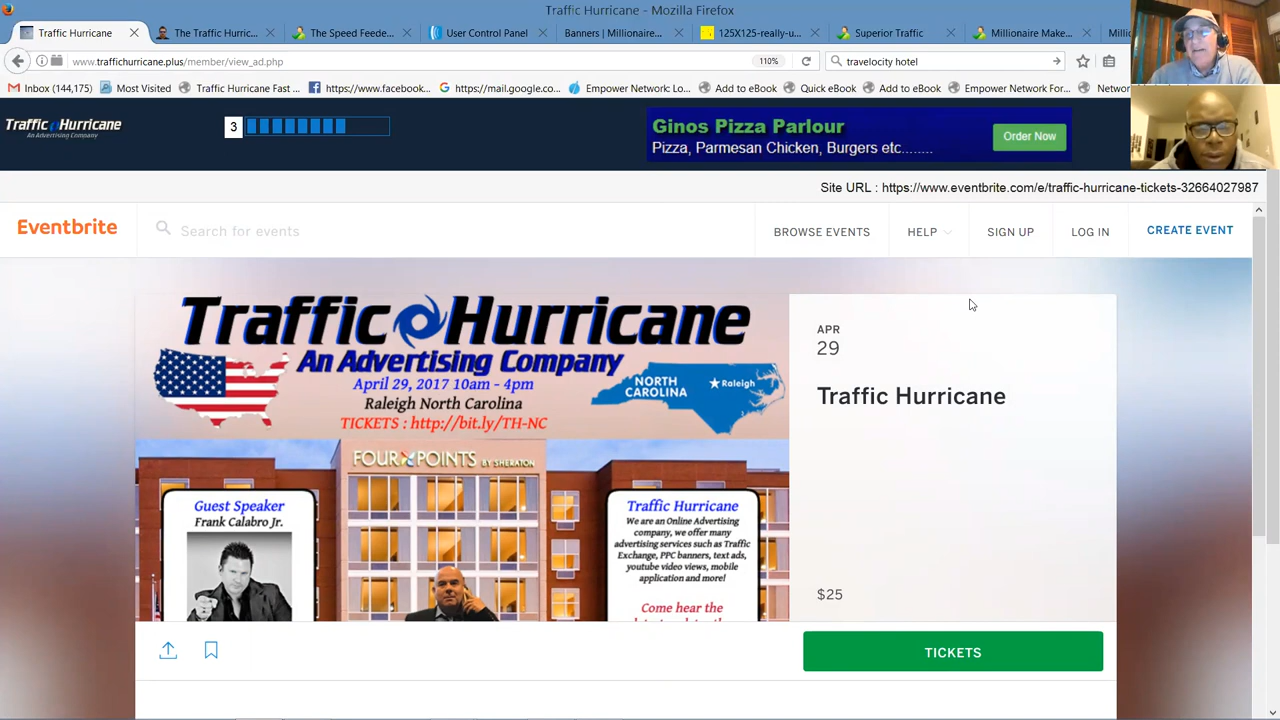 Traffic Hurricane - Mozilla Firefox
Traffic Hurricane
The Traffic Hurric...
The Speed Feede...
User Control Panel
Banners | Millionaire...
125X125-really-u...
Superior Traffic
Millionaire Make...
Milli
www.traffichurricane.plus/member/view_ad.php
110%
travelocity hotel
Inbox (144,175)
Most Visited
Traffic Hurricane Fast ...
https://www.facebook...
https://mail.google.co...
Empower Network: Lo...
Add to eBook
Quick eBook
Add to eBook
Empower Network For...
Netwo
Traffic Hurricane
An Advertising Company
3
Ginos Pizza Parlour
Pizza, Parmesan Chicken, Burgers etc........
Order Now
Site URL : https://www.eventbrite.com/e/traffic-hurricane-tickets-32664027987
Eventbrite
Search for events
BROWSE EVENTS
HELP
SIGN UP
LOG IN
CREATE EVENT
Traffic Hurricane
An Advertising Company
April 29, 2017 10am - 4pm
Raleigh North Carolina
TICKETS : http://bit.ly/TH-NC
NORTH
CAROLINA
Raleigh
FOUR POINTS BY SHERATON
Guest Speaker
Frank Calabro Jr.
Traffic Hurricane
We are an Online Advertising
company, we offer many
advertising services such as Traffic
Exchange, PPC banners, text ads,
youtube video views, mobile
application and more!
Come hear the
APR
29
Traffic Hurricane
$25
TICKETS